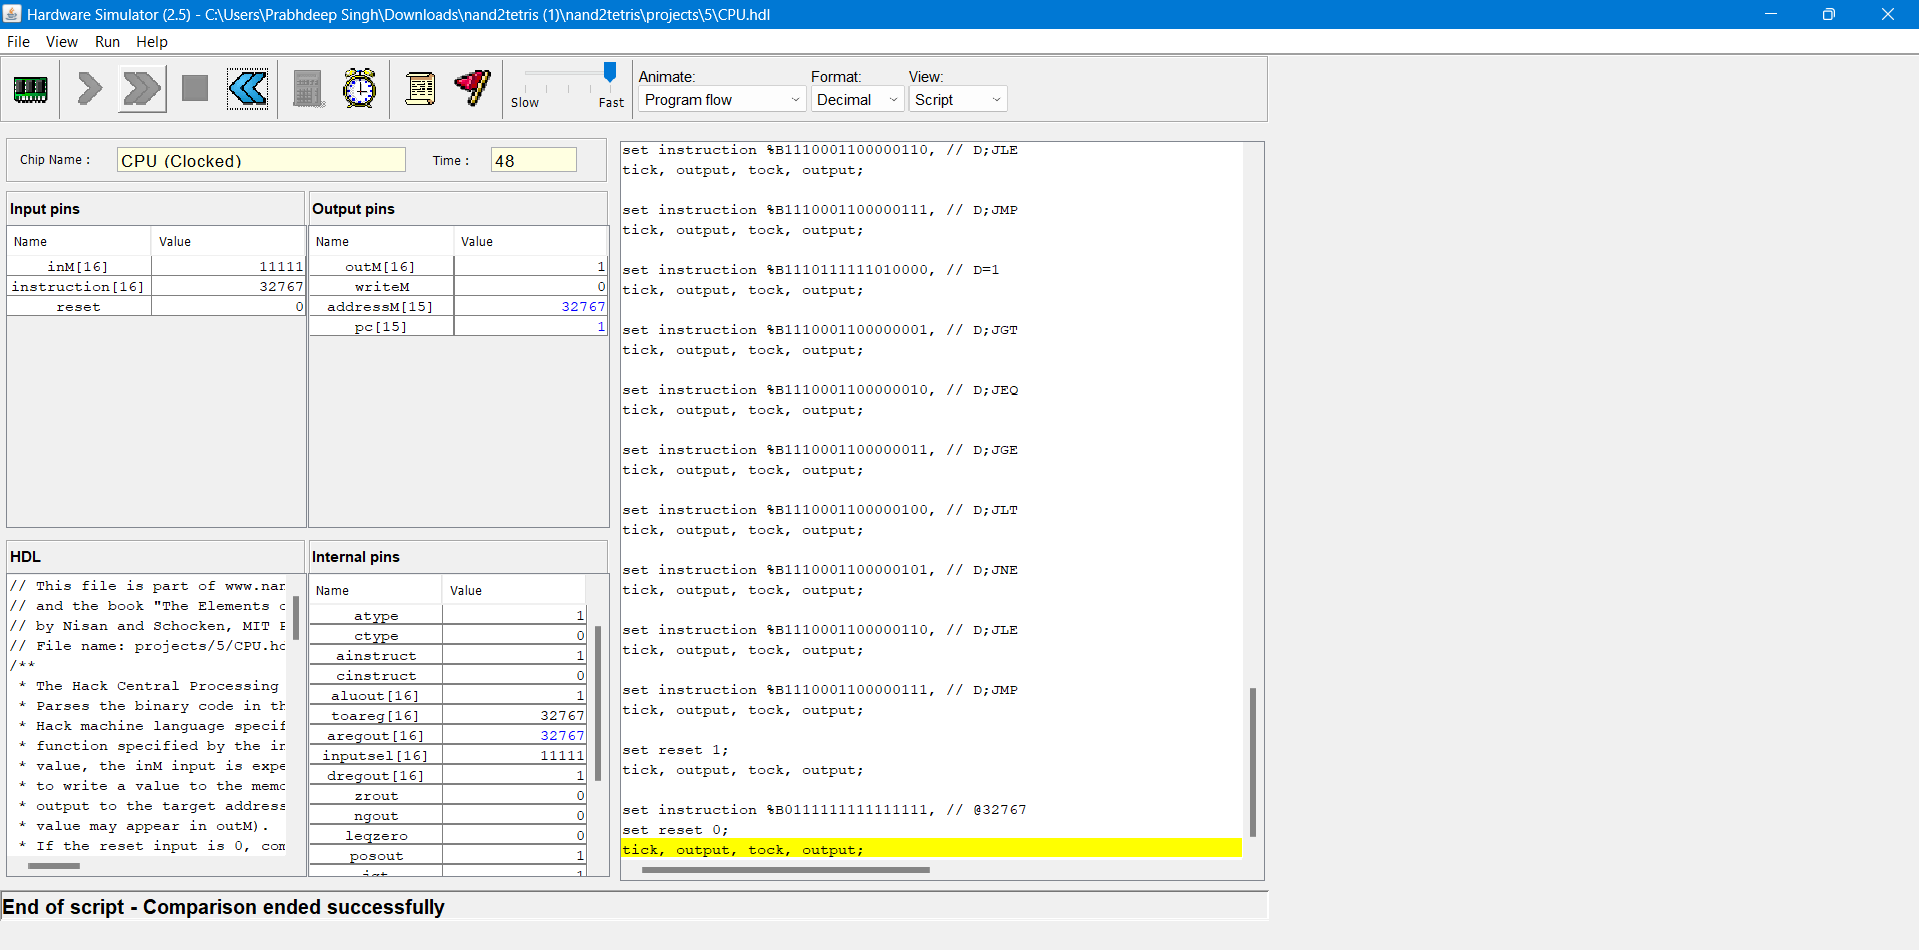 Hardware Simulator (2.5) - C:\Users\Prabhdeep Singh\Downloads\nand2tetris (1)\nand2tetris\projects\5\CPU.hdl
File View Run Help
Slow Fast
Animate: Format: View:
Program flow Decimal Script
Chip Name : CPU (Clocked) Time : 48
Input pins
Name Value
inM[16] 11111
instruction[16] 32767
reset 0
Output pins
Name Value
outM[16] 1
writeM 0
addressM[15] 32767
pc[15] 1
HDL
// This file is part of www.nan
// and the book "The Elements o
// by Nisan and Schocken, MIT P
// File name: projects/5/CPU.hd
/**
* The Hack Central Processing
* Parses the binary code in th
* Hack machine language specif
* function specified by the in
* value, the inM input is expe
* to write a value to the memo
* output to the target address
* value may appear in outM).
* If the reset input is 0, com
Internal pins
Name Value
atype 1
ctype 0
ainstruct 1
cinstruct 0
aluout[16] 1
toareg[16] 32767
aregout[16] 32767
inputsel[16] 11111
dregout[16] 1
zrout 0
ngout 0
leqzero 0
posout 1
jgt 1
set instruction %B1110001100000110, // D;JLE
tick, output, tock, output;
set instruction %B1110001100000111, // D;JMP
tick, output, tock, output;
set instruction %B1110111111010000, // D=1
tick, output, tock, output;
set instruction %B1110001100000001, // D;JGT
tick, output, tock, output;
set instruction %B1110001100000010, // D;JEQ
tick, output, tock, output;
set instruction %B1110001100000011, // D;JGE
tick, output, tock, output;
set instruction %B1110001100000100, // D;JLT
tick, output, tock, output;
set instruction %B1110001100000101, // D;JNE
tick, output, tock, output;
set instruction %B1110001100000110, // D;JLE
tick, output, tock, output;
set instruction %B1110001100000111, // D;JMP
tick, output, tock, output;
set reset 1;
tick, output, tock, output;
set instruction %B0111111111111111, // @32767
set reset 0;
tick, output, tock, output;
End of script - Comparison ended successfully